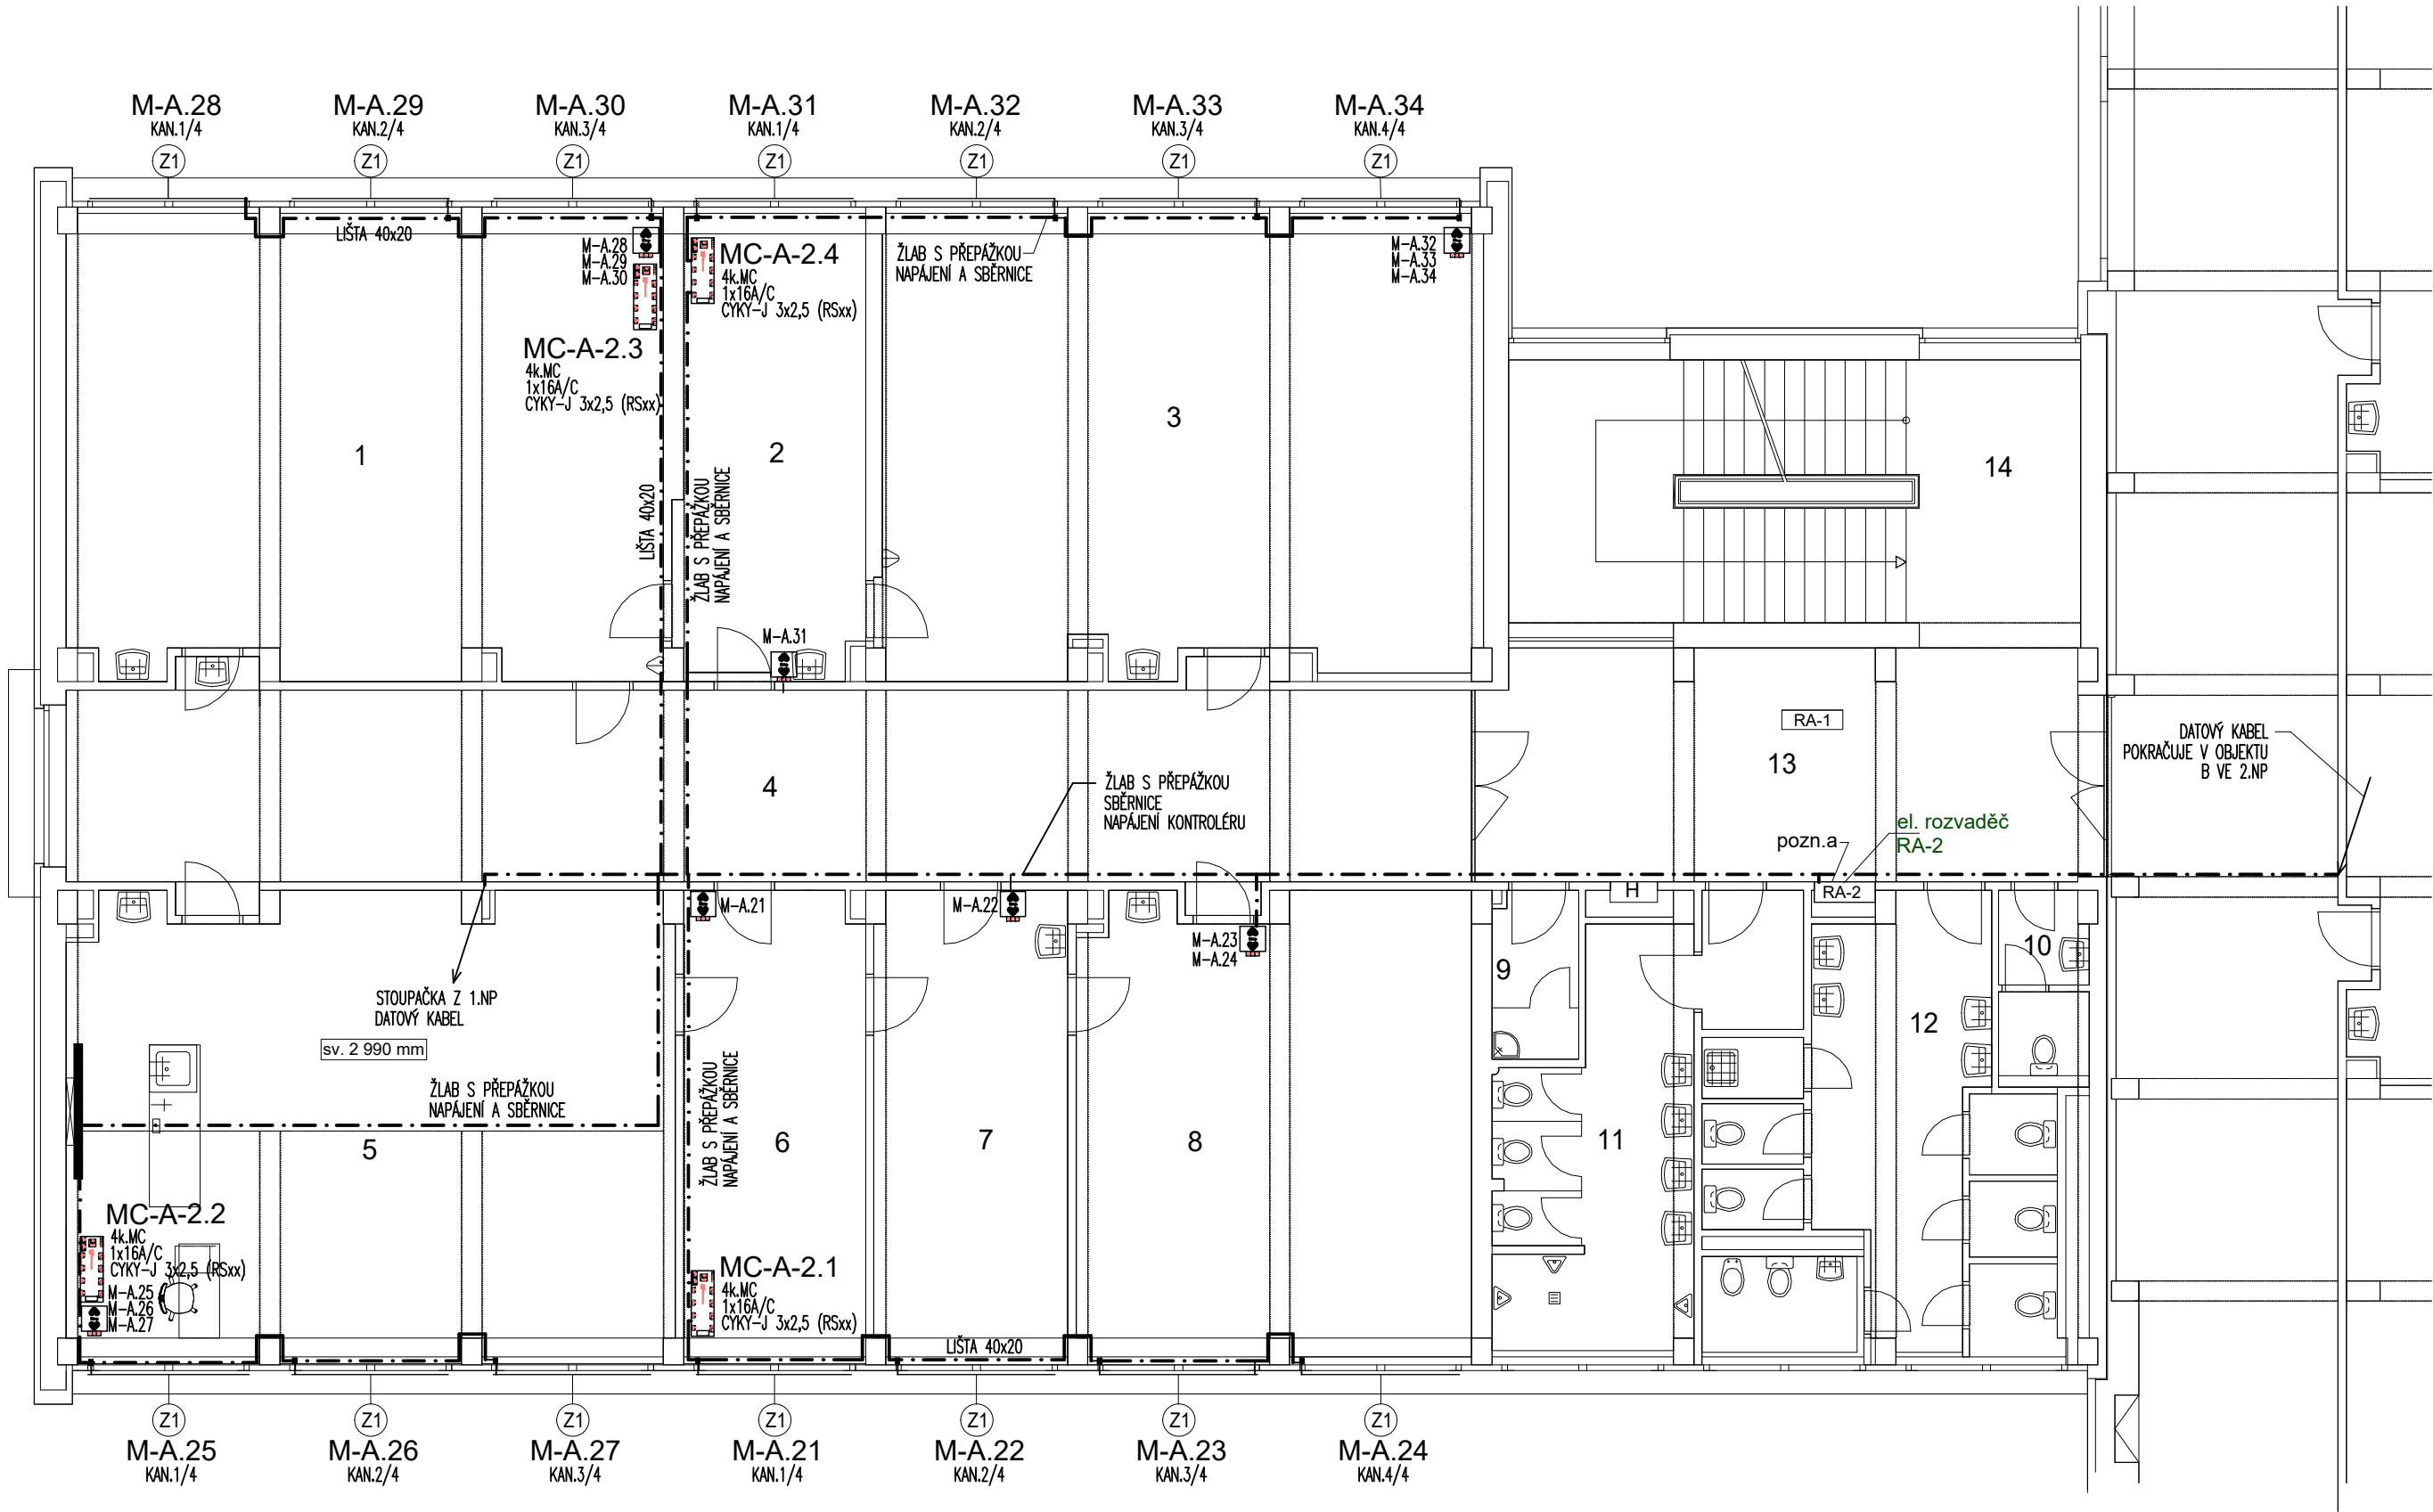 M-A.28
KAN.1/4
Z1
M-A.29
KAN.2/4
Z1
M-A.30
KAN.3/4
Z1
M-A.31
KAN.1/4
Z1
M-A.32
KAN.2/4
Z1
M-A.33
KAN.3/4
Z1
M-A.34
KAN.4/4
Z1
LIŠTA 40x20
M-A.28
M-A.29
M-A.30
MC-A-2.4
4k.MC
1x16A/C
CYKY-J 3x2,5 (RSxx)
ŽLAB S PŘEPÁŽKOU
NAPÁJENÍ A SBĚRNICE
M-A.32
M-A.33
M-A.34
MC-A-2.3
4k.MC
1x16A/C
CYKY-J 3x2,5 (RSxx)
1
2
3
14
LIŠTA 40x20
ŽLAB S PŘEPÁŽKOU
NAPÁJENÍ A SBĚRNICE
M-A.31
RA-1
13
DATOVÝ KABEL
POKRAČUJE V OBJEKTU
B VE 2.NP
4
ŽLAB S PŘEPÁŽKOU
SBĚRNICE
NAPÁJENÍ KONTROLÉRU
pozn.a
el. rozvaděč
RA-2
RA-2
H
M-A.21
M-A.22
M-A.23
M-A.24
9
10
12
STOUPAČKA Z 1.NP
DATOVÝ KABEL
sv. 2 990 mm
ŽLAB S PŘEPÁŽKOU
NAPÁJENÍ A SBĚRNICE
ŽLAB S PŘEPÁŽKOU
NAPÁJENÍ A SBĚRNICE
5
6
7
8
11
MC-A-2.2
4k.MC
1x16A/C
CYKY-J 3x2,5 (RSxx)
M-A.25
M-A.26
M-A.27
MC-A-2.1
4k.MC
1x16A/C
CYKY-J 3x2,5 (RSxx)
LIŠTA 40x20
Z1
M-A.25
KAN.1/4
Z1
M-A.26
KAN.2/4
Z1
M-A.27
KAN.3/4
Z1
M-A.21
KAN.1/4
Z1
M-A.22
KAN.2/4
Z1
M-A.23
KAN.3/4
Z1
M-A.24
KAN.4/4